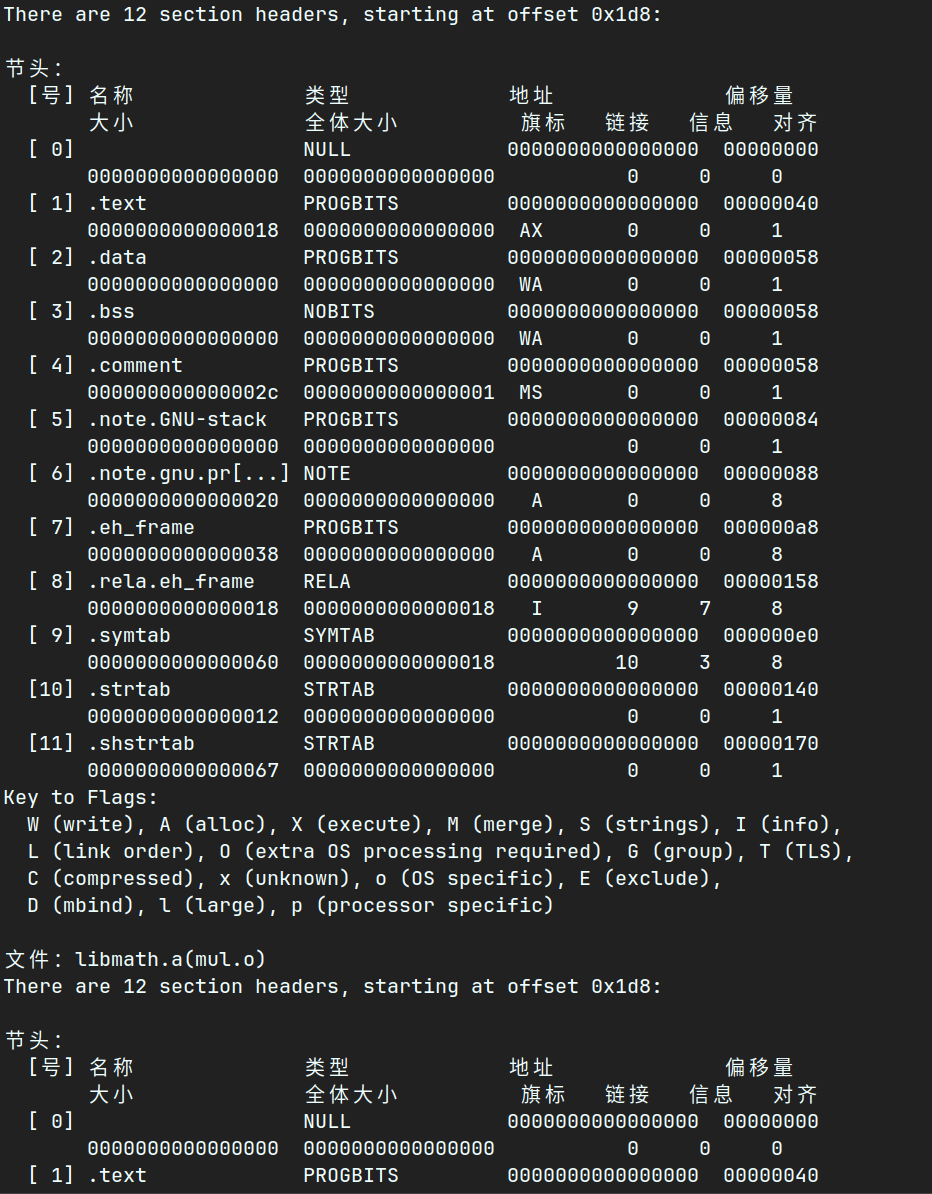 There are 12 section headers, starting at offset 0x1d8:

节头：
  [号] 名称              类型             地址              偏移量
       大小              全体大小          旗标   链接   信息   对齐
  [ 0]                   NULL             0000000000000000  00000000
       0000000000000000  0000000000000000           0     0     0
  [ 1] .text             PROGBITS         0000000000000000  00000040
       0000000000000018  0000000000000000  AX       0     0     1
  [ 2] .data             PROGBITS         0000000000000000  00000058
       0000000000000000  0000000000000000  WA       0     0     1
  [ 3] .bss              NOBITS           0000000000000000  00000058
       0000000000000000  0000000000000000  WA       0     0     1
  [ 4] .comment          PROGBITS         0000000000000000  00000058
       000000000000002c  0000000000000001  MS       0     0     1
  [ 5] .note.GNU-stack   PROGBITS         0000000000000000  00000084
       0000000000000000  0000000000000000           0     0     1
  [ 6] .note.gnu.pr[...] NOTE             0000000000000000  00000088
       0000000000000020  0000000000000000   A       0     0     8
  [ 7] .eh_frame         PROGBITS         0000000000000000  000000a8
       0000000000000038  0000000000000000   A       0     0     8
  [ 8] .rela.eh_frame    RELA             0000000000000000  00000158
       0000000000000018  0000000000000018   I       9     7     8
  [ 9] .symtab           SYMTAB           0000000000000000  000000e0
       0000000000000060  0000000000000018          10     3     8
  [10] .strtab           STRTAB           0000000000000000  00000140
       0000000000000012  0000000000000000           0     0     1
  [11] .shstrtab         STRTAB           0000000000000000  00000170
       0000000000000067  0000000000000000           0     0     1
Key to Flags:
  W (write), A (alloc), X (execute), M (merge), S (strings), I (info),
  L (link order), O (extra OS processing required), G (group), T (TLS),
  C (compressed), x (unknown), o (OS specific), E (exclude),
  D (mbind), l (large), p (processor specific)

文件：libmath.a(mul.o)
There are 12 section headers, starting at offset 0x1d8:

节头：
  [号] 名称              类型             地址              偏移量
       大小              全体大小          旗标   链接   信息   对齐
  [ 0]                   NULL             0000000000000000  00000000
       0000000000000000  0000000000000000           0     0     0
  [ 1] .text             PROGBITS         0000000000000000  00000040